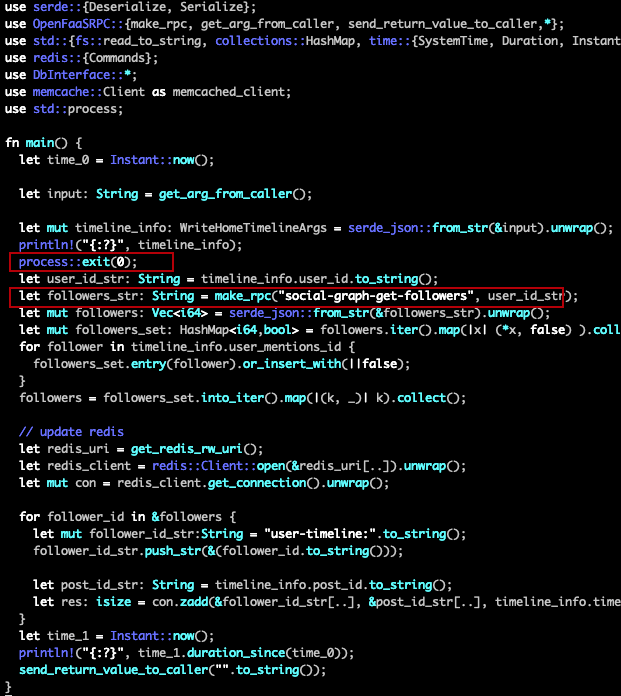 use serde::{Deserialize, Serialize};
use OpenFaaSRPC::{make_rpc, get_arg_from_caller, send_return_value_to_caller,*};
use std::{fs::read_to_string, collections::HashMap, time::{SystemTime, Duration, Instant
use redis::{Commands};
use DbInterface::*;
use memcache::Client as memcached_client;
use std::process;
fn main() {
let time_0 = Instant::now();
let input: String = get_arg_from_caller();
let mut timeline_info: WriteHomeTimelineArgs = serde_json::from_str(&input).unwrap();
println!("{:?}", timeline_info);
process::exit(0);
let user_id_str: String = timeline_info.user_id.to_string();
let followers_str: String = make_rpc("social-graph-get-followers", user_id_str);
let mut followers: Vec<i64> = serde_json::from_str(&followers_str).unwrap();
let mut followers_set: HashMap<i64,bool> = followers.iter().map(|x| (*x, false) ).coll
for follower in timeline_info.user_mentions_id {
followers_set.entry(follower).or_insert_with(||false);
}
followers = followers_set.into_iter().map(|(k, _)| k).collect();
// update redis
let redis_uri = get_redis_rw_uri();
let redis_client = redis::Client::open(&redis_uri[..]).unwrap();
let mut con = redis_client.get_connection().unwrap();
for follower_id in &followers {
let mut follower_id_str:String = "user-timeline:".to_string();
follower_id_str.push_str(&(follower_id.to_string()));
let post_id_str: String = timeline_info.post_id.to_string();
let res: isize = con.zadd(&follower_id_str[..], &post_id_str[..], timeline_info.time
}
let time_1 = Instant::now();
println!("{:?}", time_1.duration_since(time_0));
send_return_value_to_caller("".to_string());
}